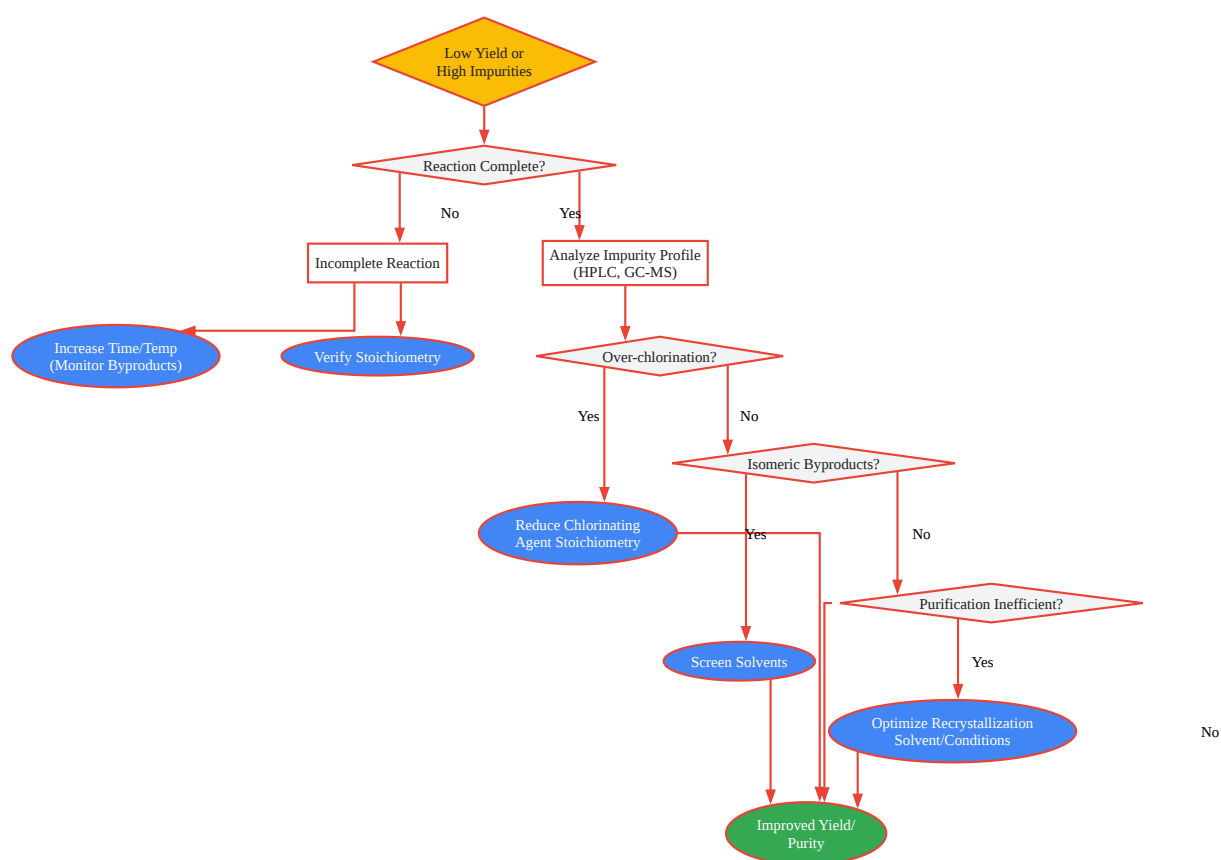 Low Yield or
High Impurities
Reaction Complete?
No
Yes
Incomplete Reaction
Analyze Impurity Profile
(HPLC, GC-MS)
Increase Time/Temp
(Monitor Byproducts)
Verify Stoichiometry
Over-chlorination?
Yes
No
Isomeric Byproducts?
Reduce Chlorinating
Agent Stoichiometry
Yes
No
Purification Inefficient?
Screen Solvents
Yes
Optimize Recrystallization
Solvent/Conditions
No
Improved Yield/
Purity